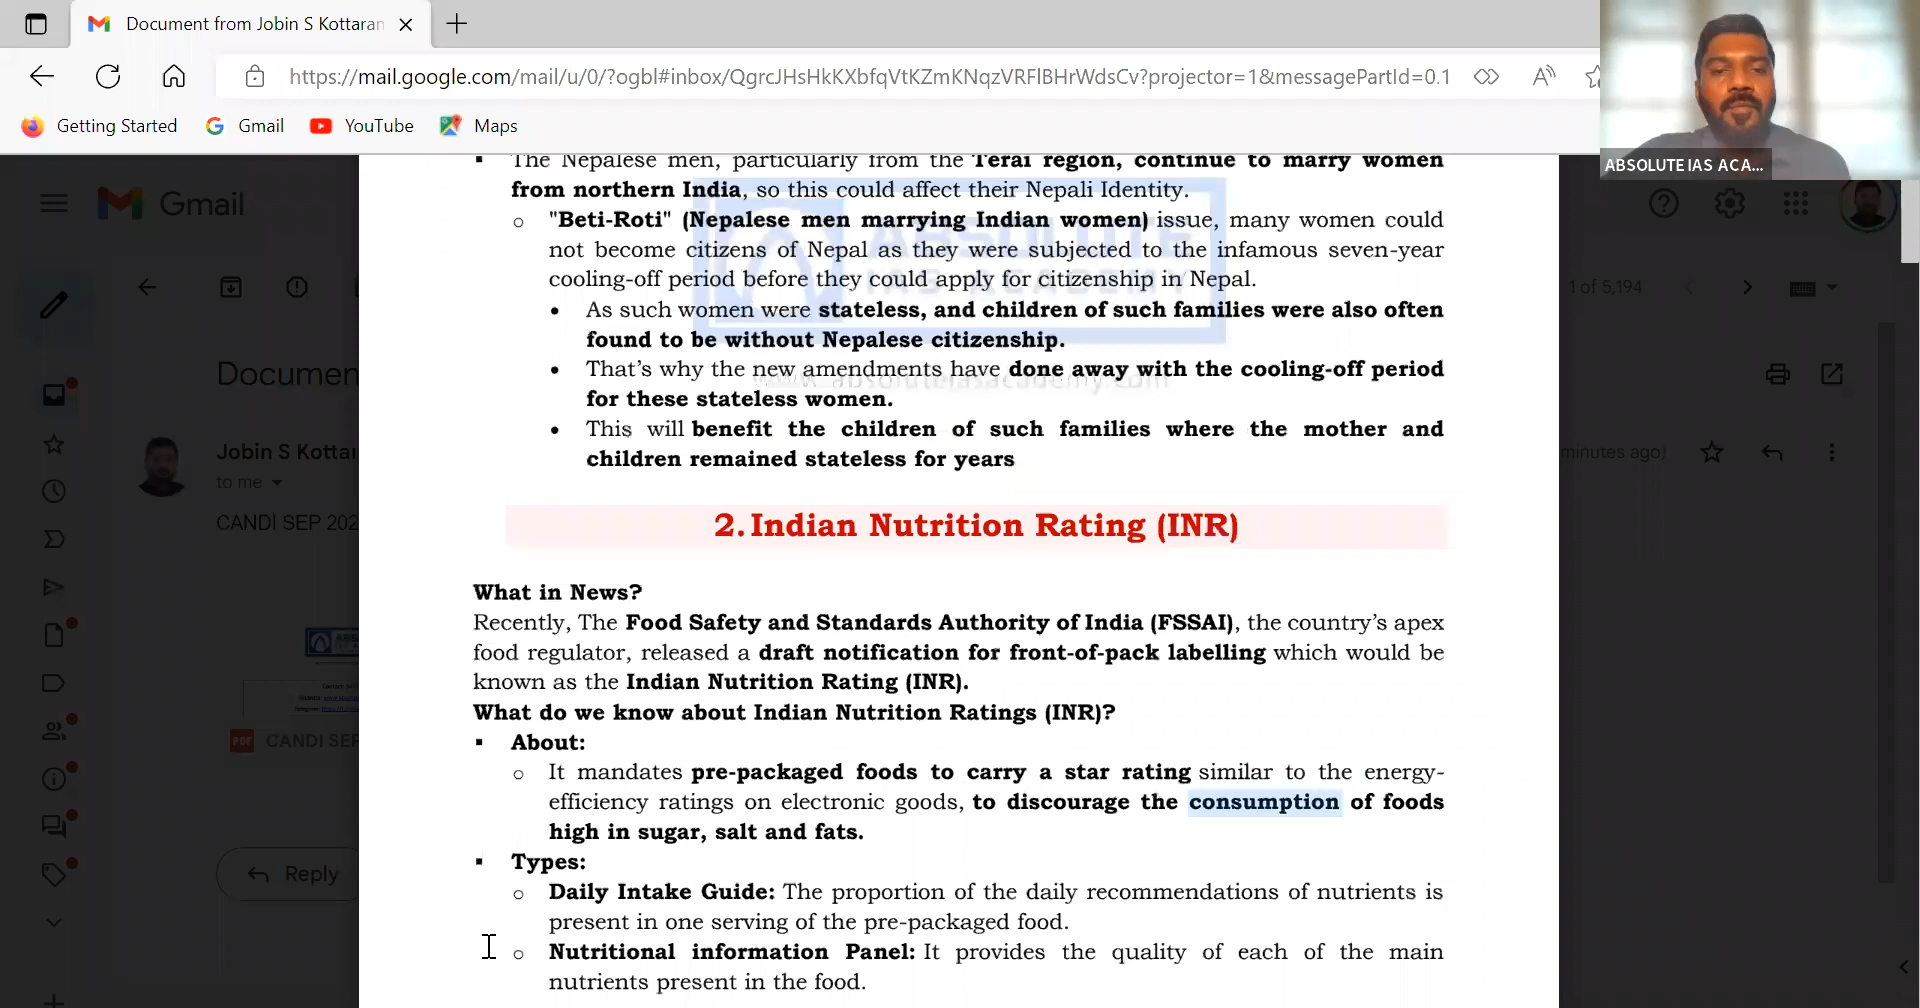 Document from Jobin S Kottaran
https://mail.google.com/mail/u/0/?ogbl#inbox/QgrcJHsHkKXbfqVtKZmKNqzVRFlBHrWdsCv?projector=1&messagePartId=0.1
Getting Started
Gmail
YouTube
Maps
ABSOLUTE IAS ACA...
Gmail
1 of 5,194
Documen
Jobin S Kottar
minutes ago)
to me
CANDI SEP 202
PDF
CANDI SEP
Reply
The Nepalese men, particularly from the Terai region, continue to marry women
from northern India, so this could affect their Nepali Identity.
"Beti-Roti" (Nepalese men marrying Indian women) issue, many women could
not become citizens of Nepal as they were subjected to the infamous seven-year
cooling-off period before they could apply for citizenship in Nepal.
As such women were stateless, and children of such families were also often
found to be without Nepalese citizenship.
That's why the new amendments have done away with the cooling-off period
for these stateless women.
This will benefit the children of such families where the mother and
children remained stateless for years
ABSOLUTE
IAS ACADEMY
www.absoluteiasacademy.com
2. Indian Nutrition Rating (INR)
What in News?
Recently, The Food Safety and Standards Authority of India (FSSAI), the country's apex
food regulator, released a draft notification for front-of-pack labelling which would be
known as the Indian Nutrition Rating (INR).
What do we know about Indian Nutrition Ratings (INR)?
About:
It mandates pre-packaged foods to carry a star rating similar to the energy-
efficiency ratings on electronic goods, to discourage the consumption of foods
high in sugar, salt and fats.
Types:
Daily Intake Guide: The proportion of the daily recommendations of nutrients is
present in one serving of the pre-packaged food.
Nutritional information Panel: It provides the quality of each of the main
nutrients present in the food.